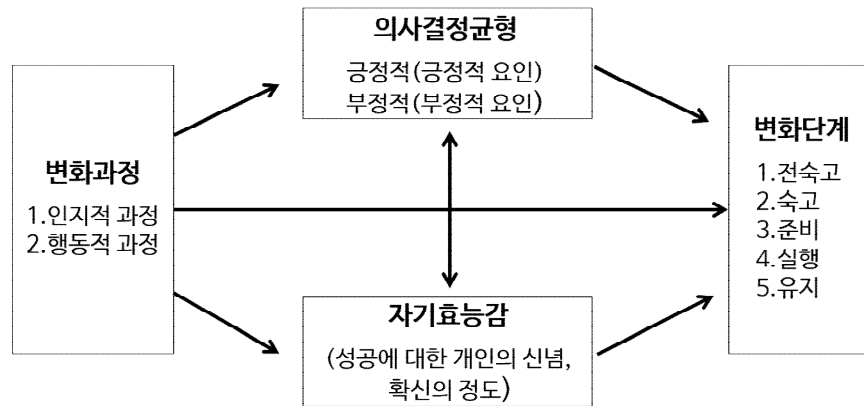 의사결정균형
긍정적(긍정적 요인)
부정적(부정적 요인)
변화과정
1.인지적 과정
2.행동적 과정
변화단계
1.전숙고
2.숙고
3.준비
4.실행
5.유지
자기효능감
(성공에 대한 개인의 신념,
확신의 정도)